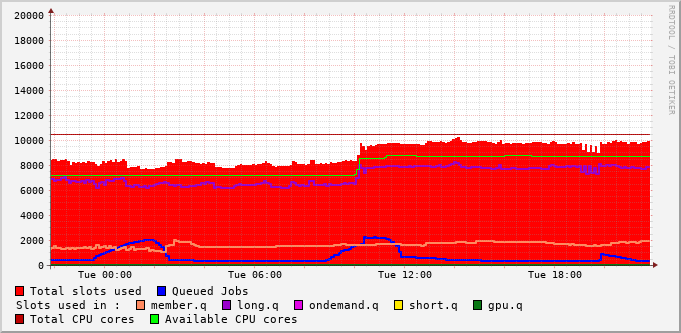 20000
18000
16000
14000
12000
10000
8000
6000
4000
2000
0
Tue 00:00 Tue 06:00 Tue 12:00 Tue 18:00
Total slots used Queued Jobs
Slots used in : member.q long.q ondemand.q short.q gpu.q
Total CPU cores Available CPU cores
RRDTOOL / TOBI OETIKER